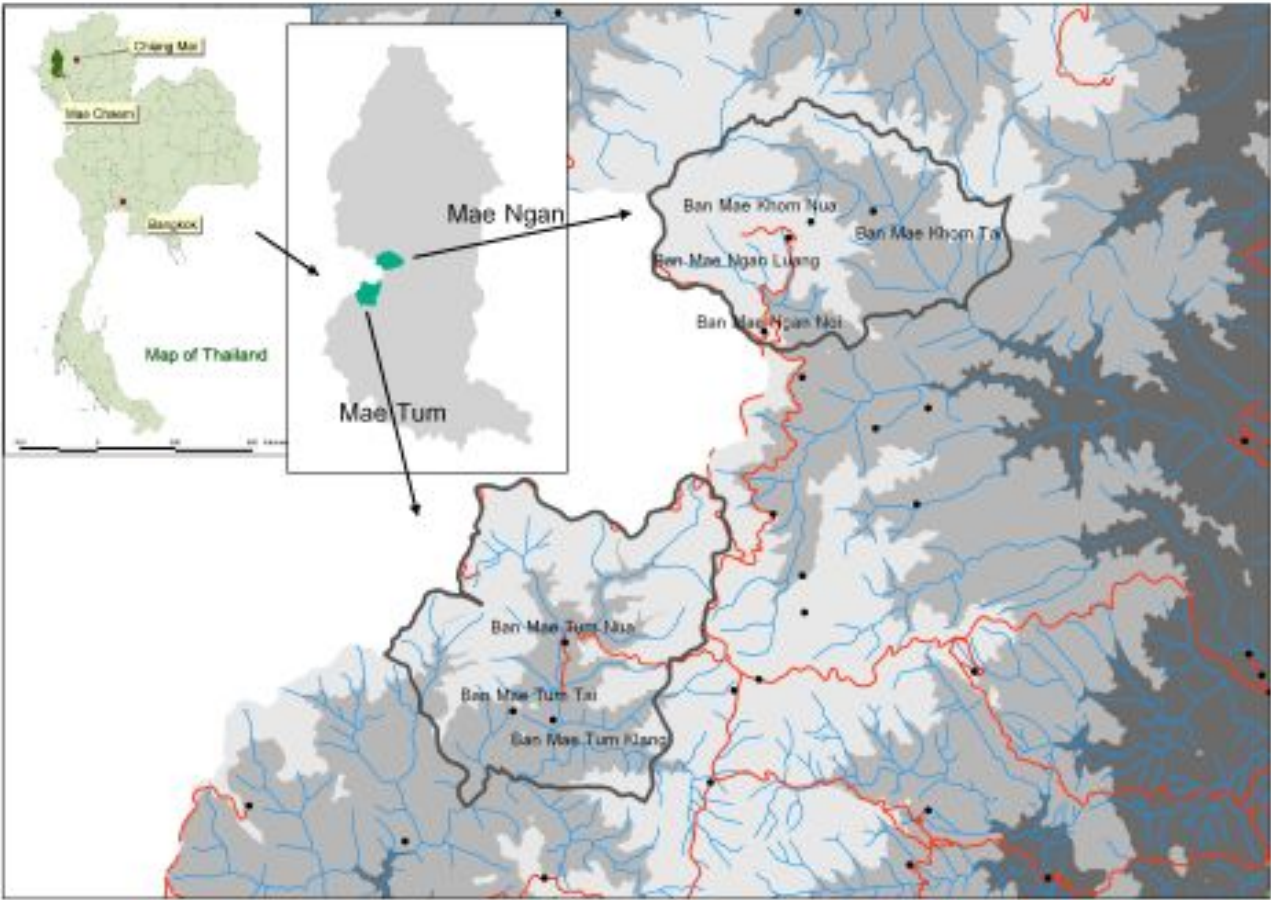 Chiang Mai
Mae Chaem
Bangkok
Map of Thailand
Mae Ngan
Mae Tum
Ban Mae Khom Nua
Ban Mae Khom Tai
Ban Mae Ngan Luang
Ban Mae Ngan Noi
Ban Mae Tum Nua
Ban Mae Tum Tai
Ban Mae Tum Klang